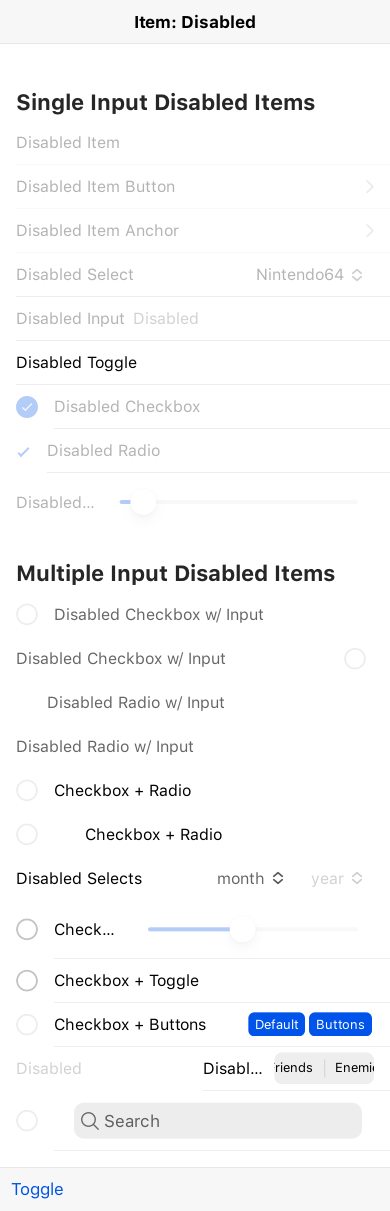 Item: Disabled
Single Input Disabled Items
Disabled Item
Disabled Item Button
Disabled Item Anchor
Disabled Select Nintendo64
Disabled Input Disabled
Disabled Toggle
Disabled Checkbox
Disabled Radio
Disabled...
Multiple Input Disabled Items
Disabled Checkbox w/ Input
Disabled Checkbox w/ Input
Disabled Radio w/ Input
Disabled Radio w/ Input
Checkbox + Radio
Checkbox + Radio
Disabled Selects month year
Check...
Checkbox + Toggle
Checkbox + Buttons Default Buttons
Disabled Disabl... riends Enemie
Search
Toggle